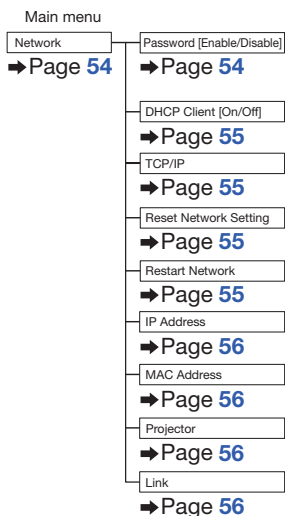 Main menu
Network
➡Page 54
Password [Enable/Disable]
➡Page 54
DHCP Client [On/Off]
➡Page 55
TCP/IP
➡Page 55
Reset Network Setting
➡Page 55
Restart Network
➡Page 55
IP Address
➡Page 56
MAC Address
➡Page 56
Projector
➡Page 56
Link
➡Page 56